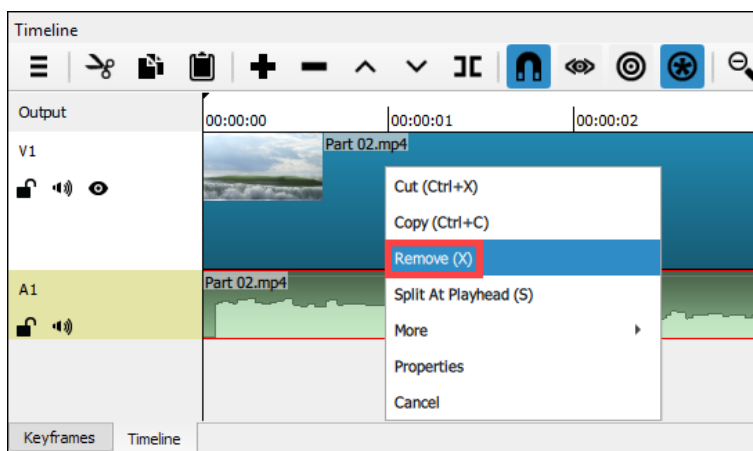 Timeline
Output
00:00:00
00:00:01
00:00:02
V1
Part 02.mp4
Cut (Ctrl+X)
Copy (Ctrl+C)
Remove (X)
A1
Part 02.mp4
Split At Playhead (S)
More
Properties
Cancel
Keyframes
Timeline